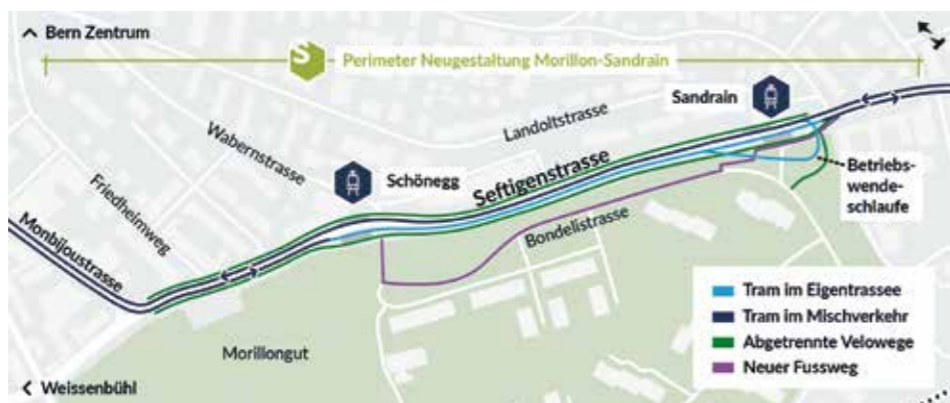 Bern Zentrum
S
Perimeter Neugestaltung Morillon-Sandrain
Sandrain
Landoltstrasse
Wabernstrasse
Schönegg
Seftigenstrasse
Betriebs-
wende-
schlaufe
Friedheimweg
Bondelistrasse
Monbijoustrasse
Tram im Eigentrassee
Tram im Mischverkehr
Abgetrennte Velowege
Neuer Fussweg
Morillongut
Weissenbühl